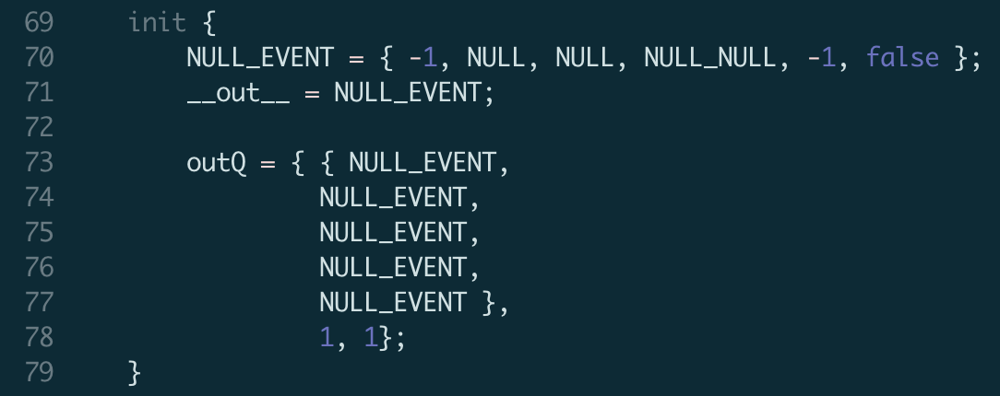 69     init {
70         NULL_EVENT = { -1, NULL, NULL, NULL_NULL, -1, false };
71         __out__ = NULL_EVENT;
72
73         outQ = { { NULL_EVENT,
74                  NULL_EVENT,
75                  NULL_EVENT,
76                  NULL_EVENT,
77                  NULL_EVENT },
78                  1, 1};
79     }